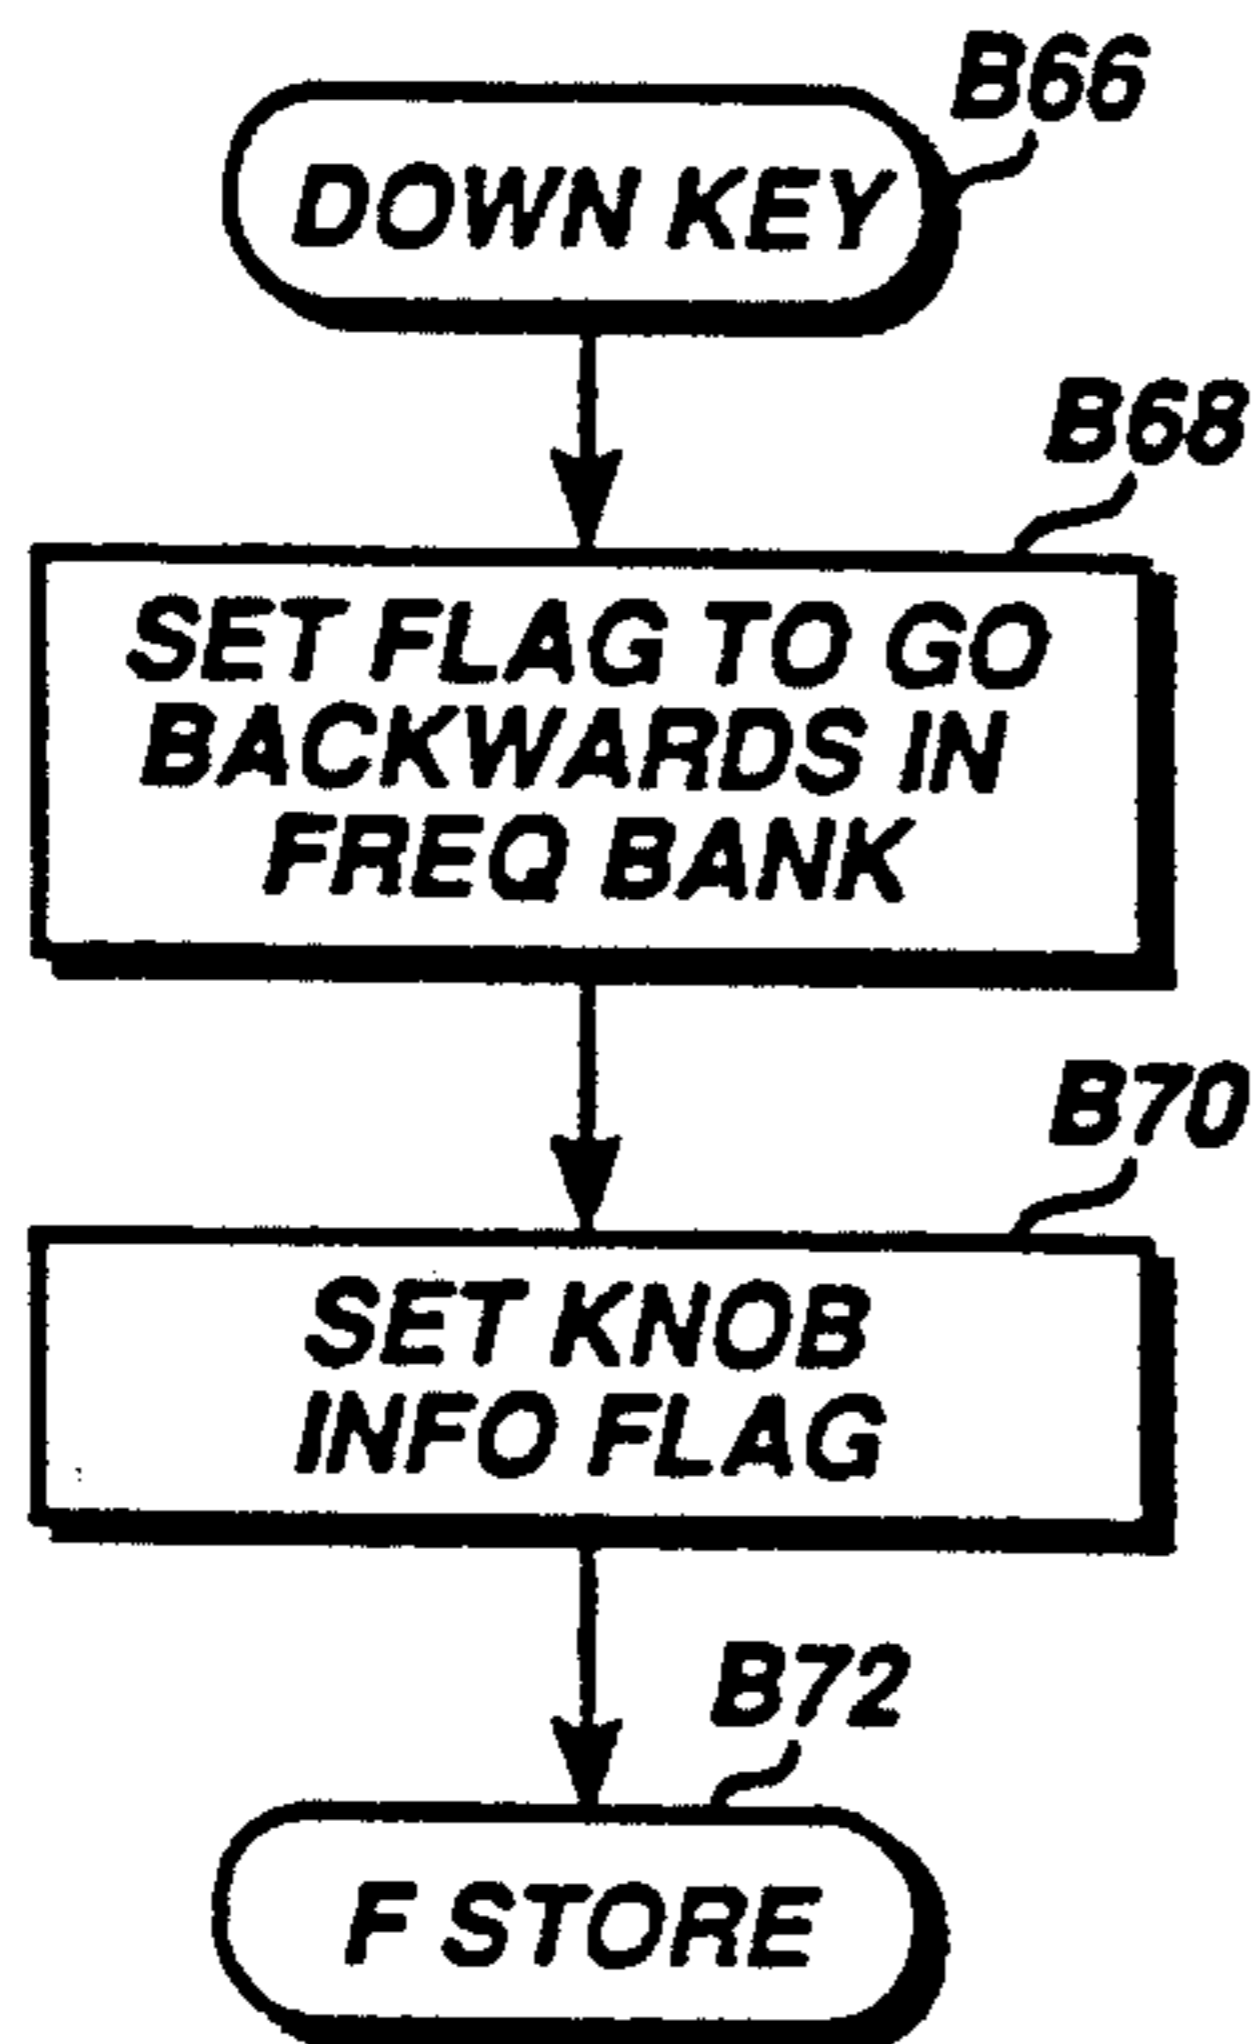 B66
DOWN KEY
B68
SET FLAG TO GO
BACKWARDS IN
FREQ BANK
B70
SET KNOB
INFO FLAG
B72
F STORE